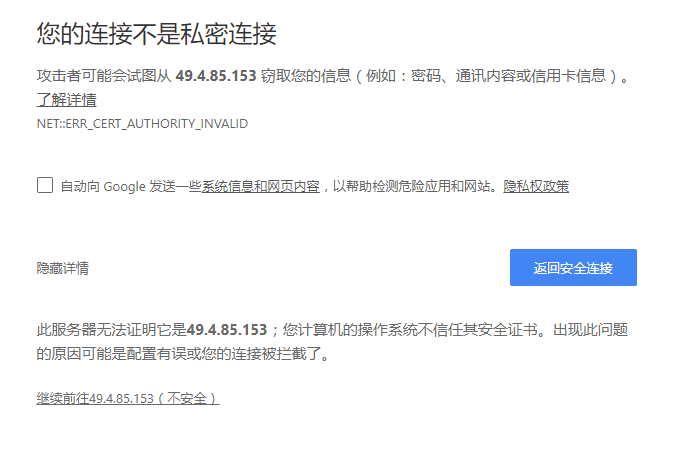 您的连接不是私密连接
攻击者可能会试图从 49.4.85.153 窃取您的信息（例如：密码、通讯内容或信用卡信息）。
了解详情
NET::ERR_CERT_AUTHORITY_INVALID
自动向 Google 发送一些系统信息和网页内容，以帮助检测危险应用和网站。隐私权政策
隐藏详情
返回安全连接
此服务器无法证明它是49.4.85.153；您计算机的操作系统不信任其安全证书。出现此问题
的原因可能是配置有误或您的连接被拦截了。
继续前往49.4.85.153（不安全）